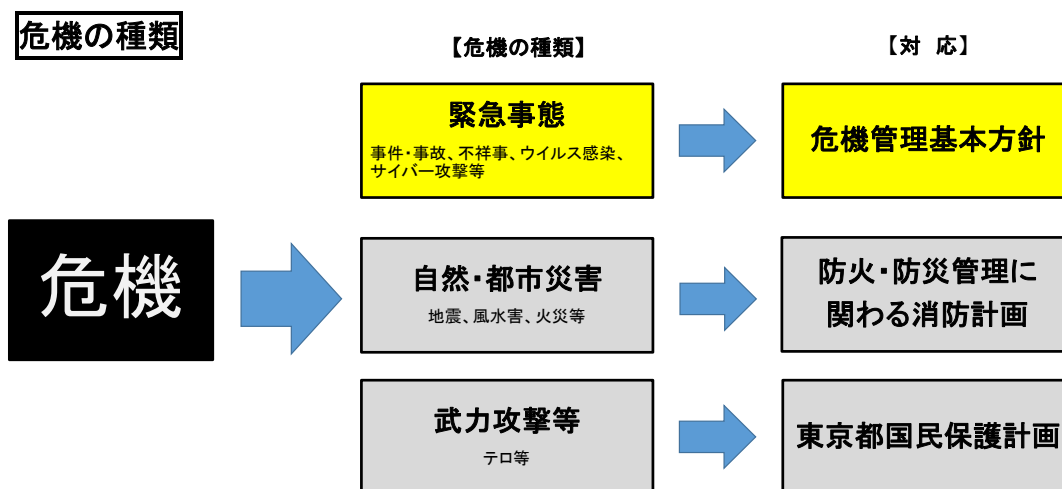 危機の種類
【危機の種類】
【対 応】
緊急事態
事件・事故、不祥事、ウイルス感染、
サイバー攻撃等
危機管理基本方針
危機
自然・都市災害
地震、風水害、火災等
防火・防災管理に
関わる消防計画
武力攻撃等
テロ等
東京都国民保護計画